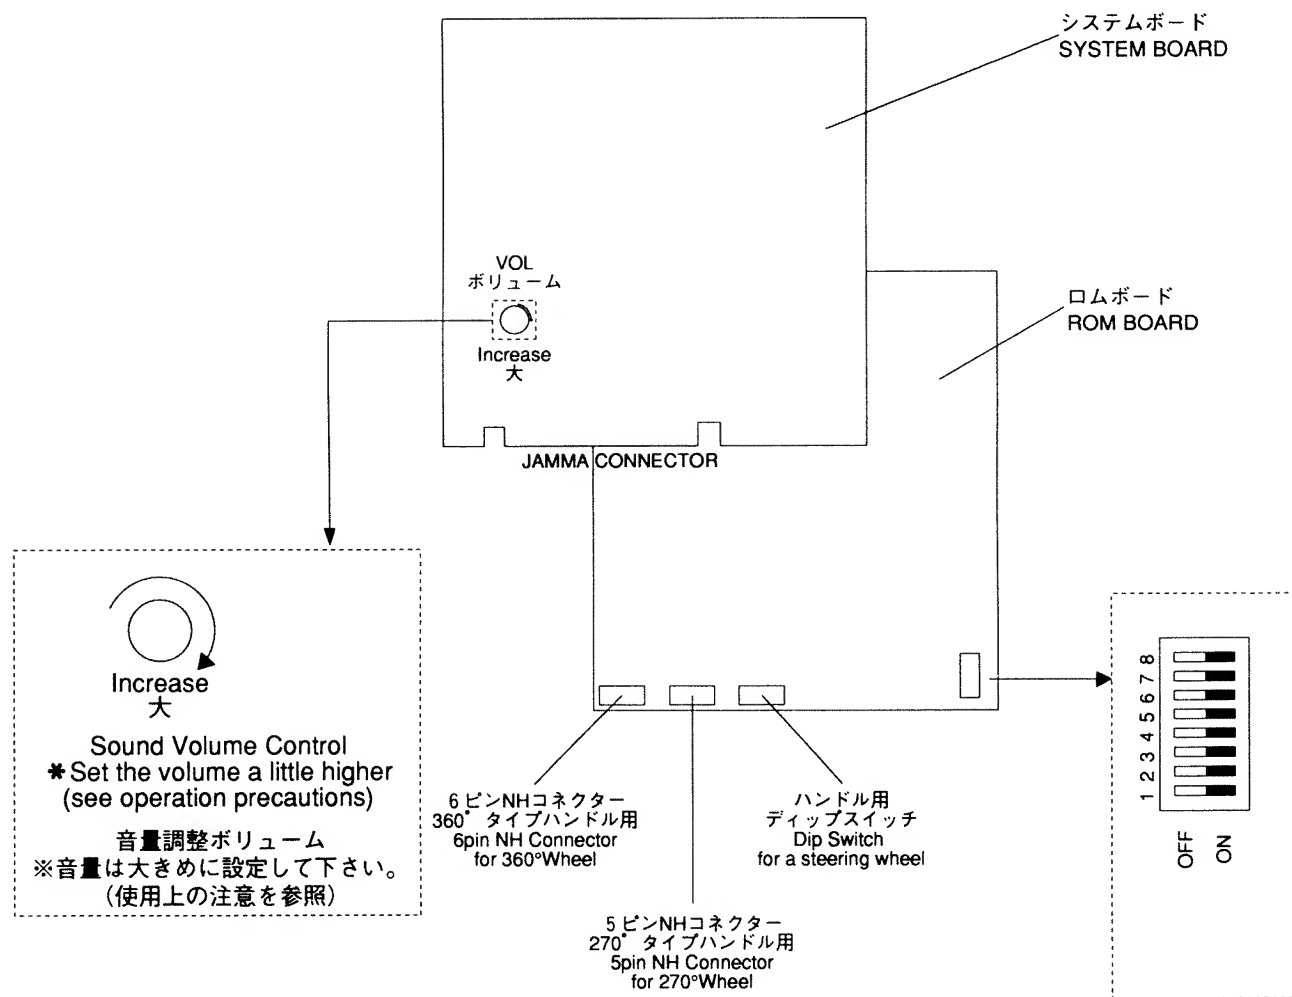 システムボード
SYSTEM BOARD
VOL
ボリューム
Increase
大
ロムボード
ROM BOARD
JAMMA CONNECTOR
Increase
大
Sound Volume Control
*Set the volume a little higher
(see operation precautions)
音量調整ボリューム
※音量は大きめに設定して下さい。
(使用上の注意を参照)
6ピンNHコネクター
360°タイプハンドル用
6pin NH Connector
for 360°Wheel
5ピンNHコネクター
270°タイプハンドル用
5pin NH Connector
for 270°Wheel
ハンドル用
ディップスイッチ
Dip Switch
for a steering wheel
1 2 3 4 5 6 7 8
OFF
ON